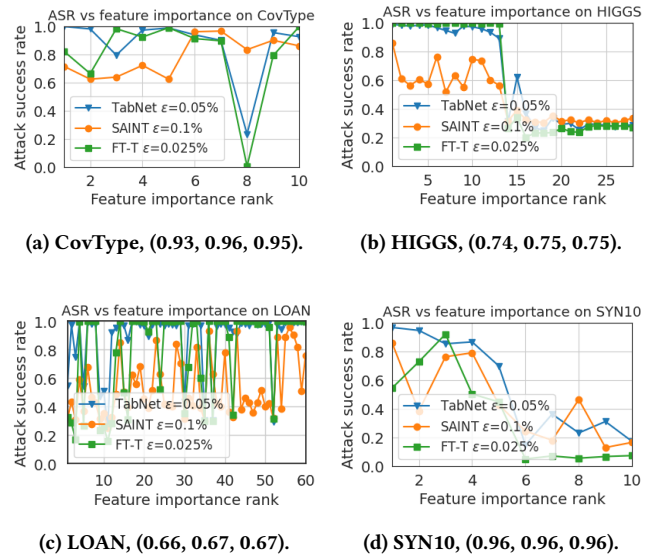 ASR vs feature importance on CovType
Attack success rate
1.0
0.8
0.6
0.4
0.2
0.0
TabNet ε=0.05%
SAINT ε=0.1%
FT-T ε=0.025%
2 4 6 8 10
Feature importance rank
(a) CovType, (0.93, 0.96, 0.95).
ASR vs feature importance on HIGGS
Attack success rate
1.0
0.8
0.6
0.4
0.2
0.0
TabNet ε=0.05%
SAINT ε=0.1%
FT-T ε=0.025%
5 10 15 20 25
Feature importance rank
(b) HIGGS, (0.74, 0.75, 0.75).
ASR vs feature importance on LOAN
Attack success rate
1.0
0.8
0.6
0.4
0.2
0.0
TabNet ε=0.05%
SAINT ε=0.1%
FT-T ε=0.025%
10 20 30 40 50 60
Feature importance rank
(c) LOAN, (0.66, 0.67, 0.67).
ASR vs feature importance on SYN10
Attack success rate
1.0
0.8
0.6
0.4
0.2
0.0
TabNet ε=0.05%
SAINT ε=0.1%
FT-T ε=0.025%
2 4 6 8 10
Feature importance rank
(d) SYN10, (0.96, 0.96, 0.96).